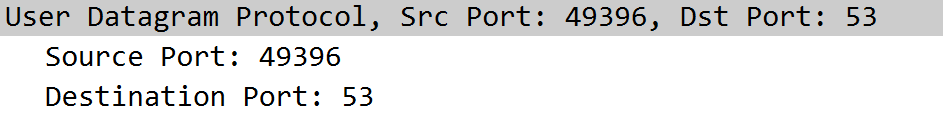 User Datagram Protocol, Src Port: 49396, Dst Port: 53
Source Port: 49396
Destination Port: 53